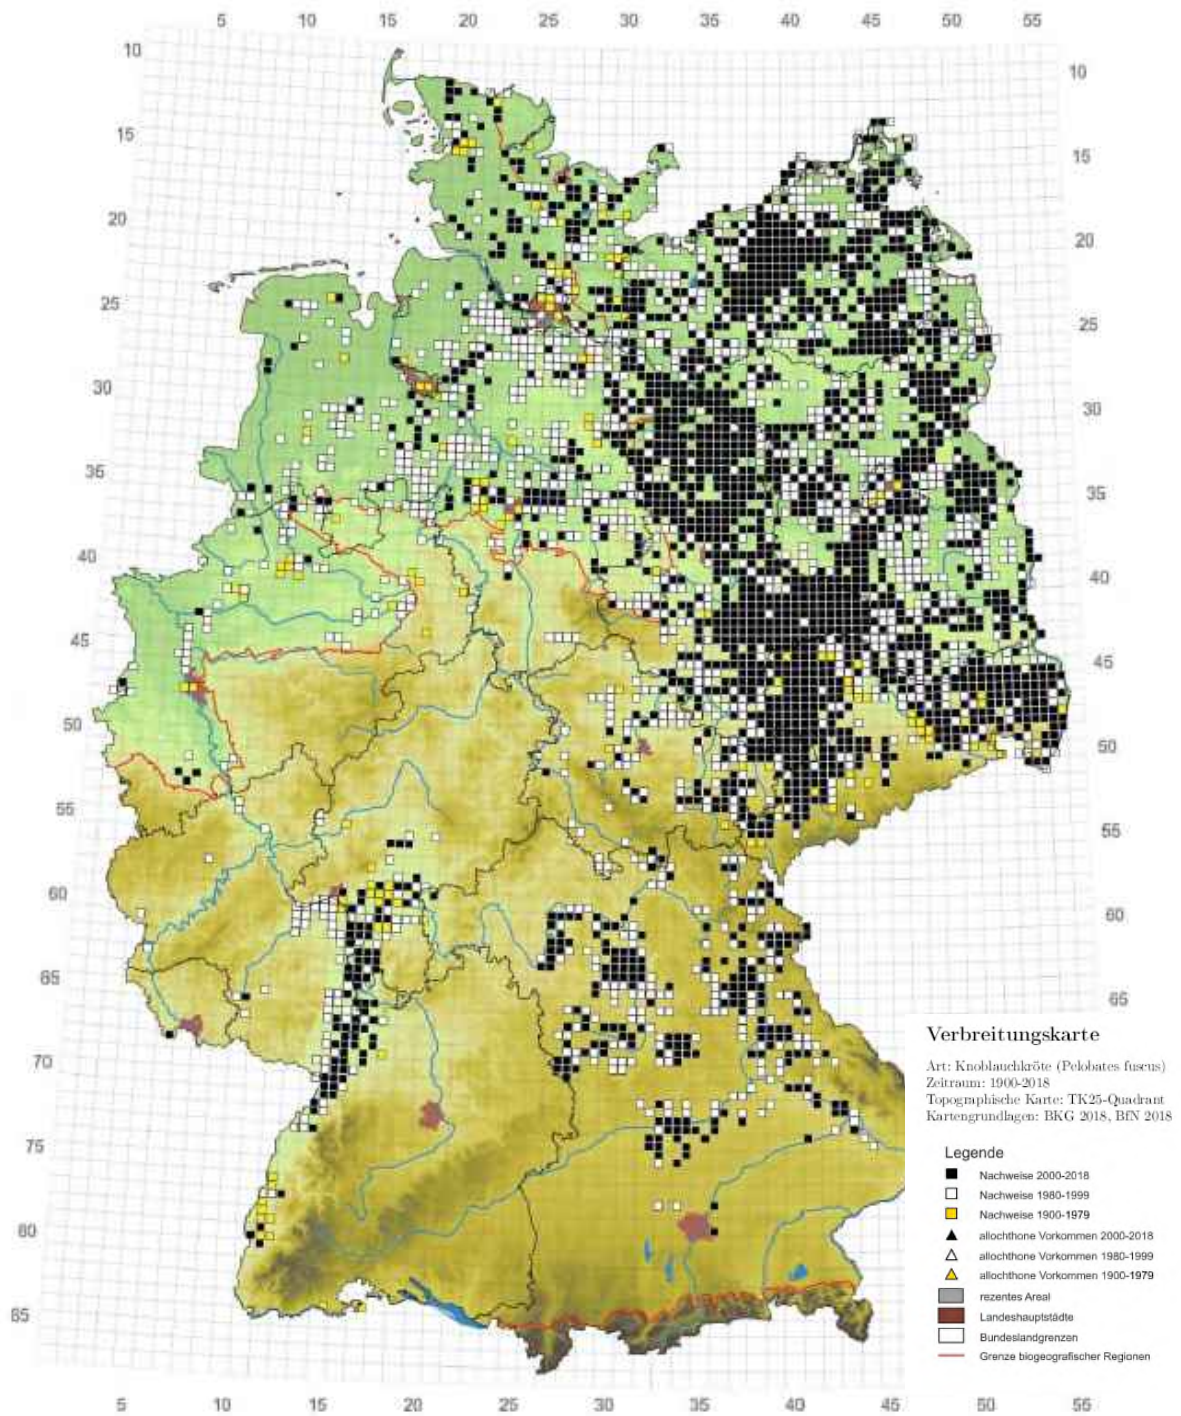 5 10 15 20 25 30 35 40 45 50 55
10 10
15 15
20 20
25 25
30 30
35 35
40 40
45 45
50 50
55 55
60 60
65 65
70
75
80
85
Verbreitungskarte
Art: Knoblauchkröte (Pelobates fuscus)
Zeitraum: 1900-2018
Topographische Karte: TK25-Quadrant
Kartengrundlagen: BKG 2018, BfN 2018
Legende
Nachweise 2000-2018
Nachweise 1980-1999
Nachweise 1900-1979
allochthone Vorkommen 2000-2018
allochthone Vorkommen 1980-1999
allochthone Vorkommen 1900-1979
rezentes Areal
Landeshauptstädte
Bundeslandgrenzen
Grenze biogeografischer Regionen
5 10 15 20 25 30 35 40 45 50 55